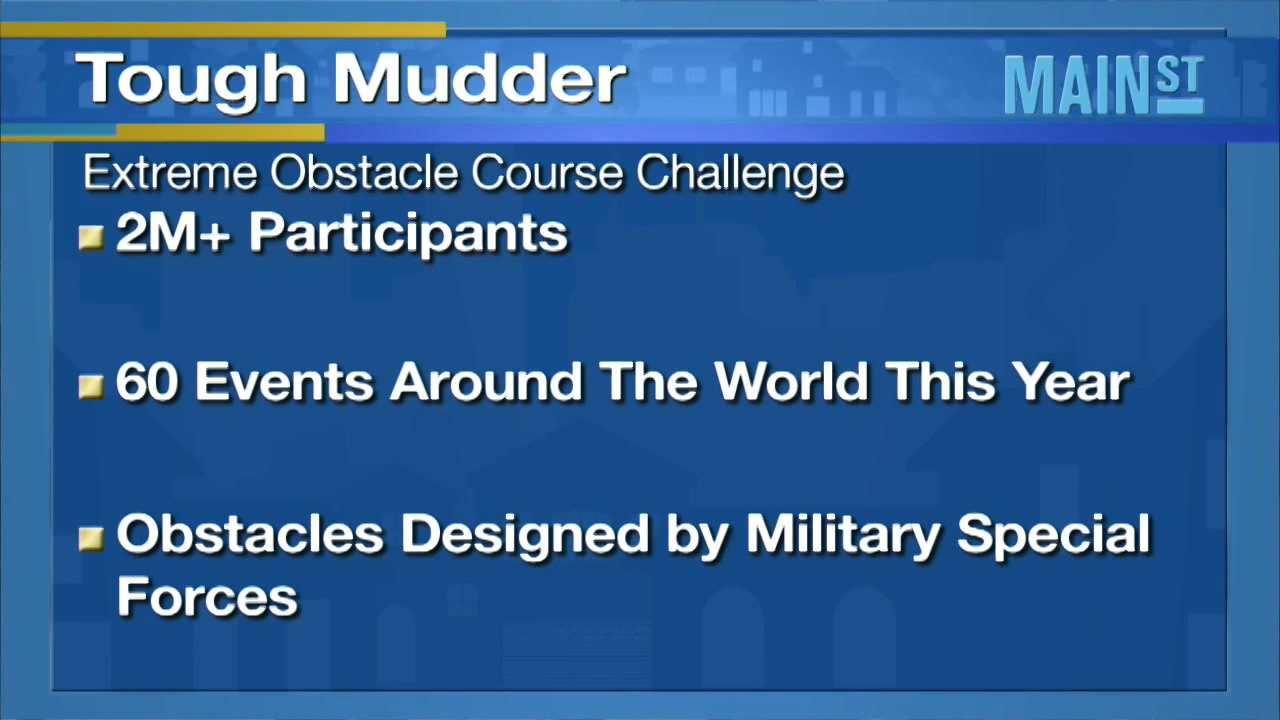 Tough Mudder
MAIN ST
Extreme Obstacle Course Challenge
2M+ Participants
60 Events Around The World This Year
Obstacles Designed by Military Special
Forces